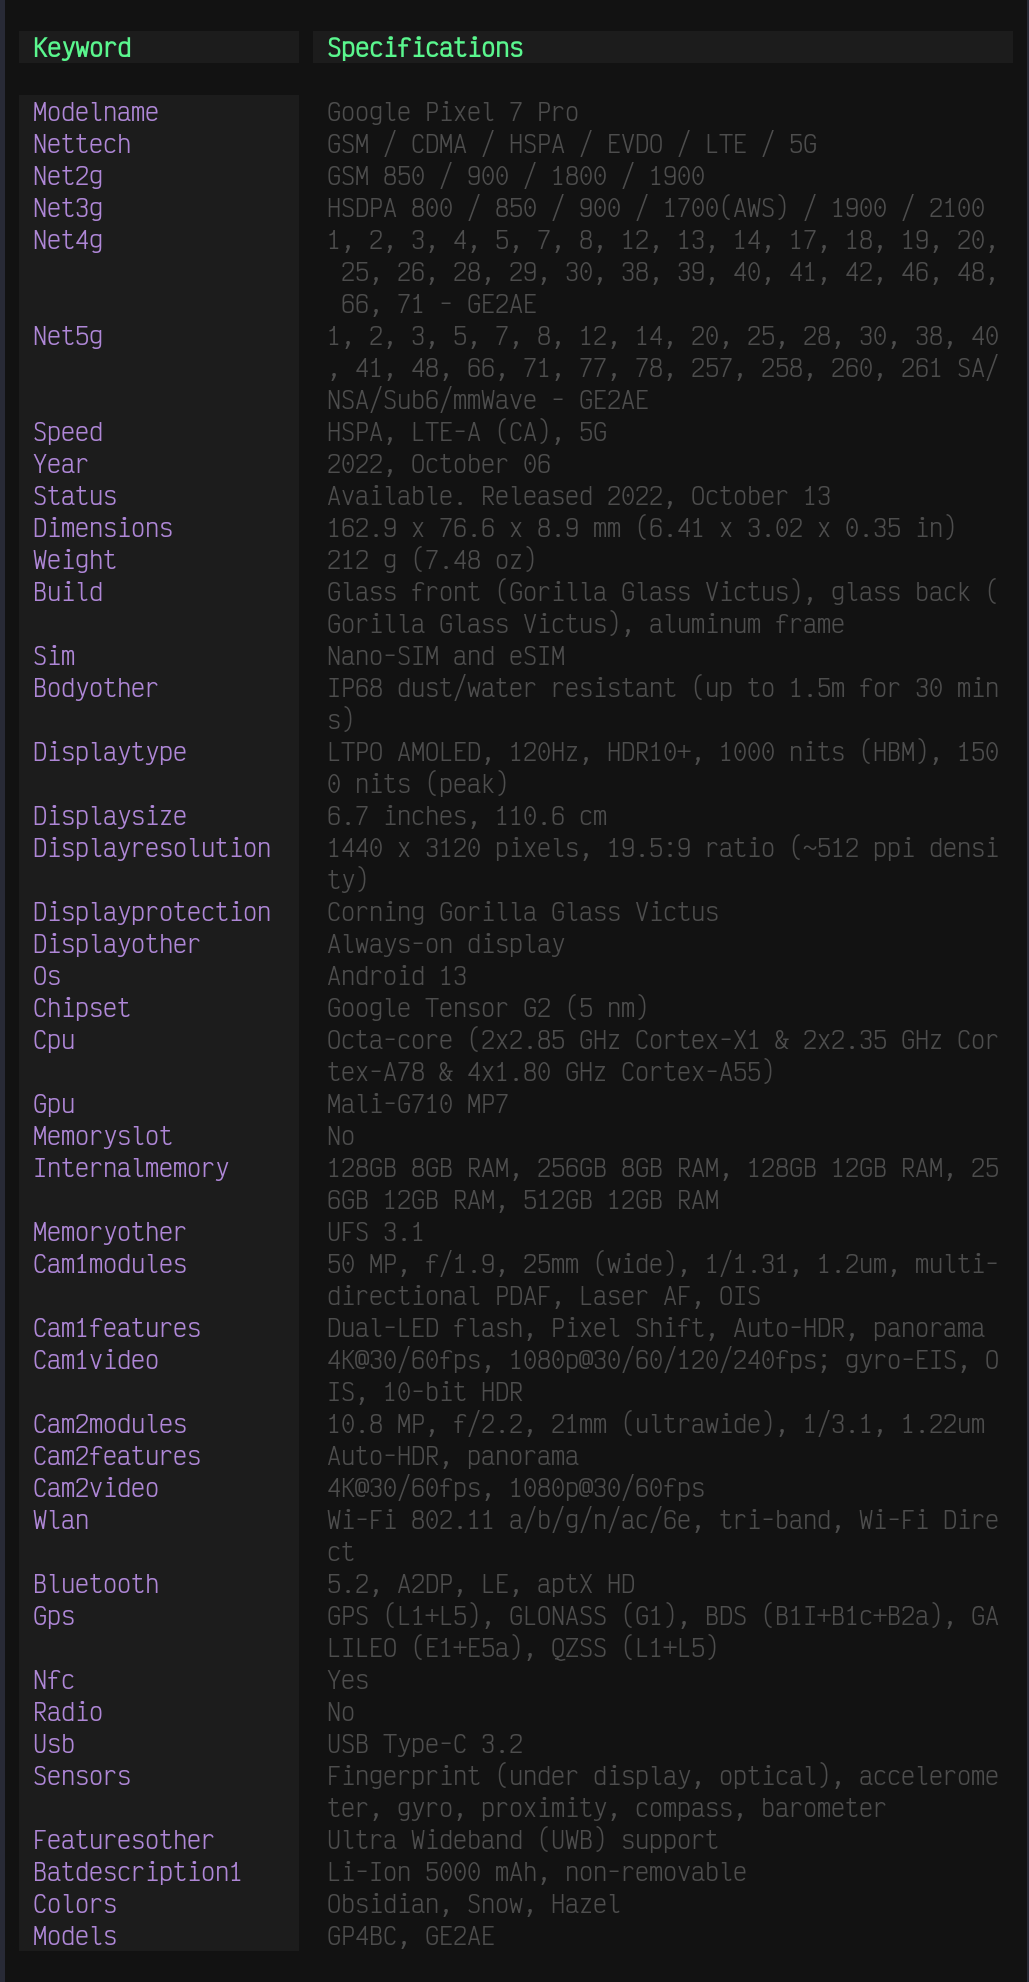 Keyword Specifications
Modelname Google Pixel 7 Pro
Nettech GSM / CDMA / HSPA / EVDO / LTE / 5G
Net2g GSM 850 / 900 / 1800 / 1900
Net3g HSDPA 800 / 850 / 900 / 1700(AWS) / 1900 / 2100
Net4g 1, 2, 3, 4, 5, 7, 8, 12, 13, 14, 17, 18, 19, 20,
25, 26, 28, 29, 30, 38, 39, 40, 41, 42, 46, 48,
66, 71 - GE2AE
Net5g 1, 2, 3, 5, 7, 8, 12, 14, 20, 25, 28, 30, 38, 40
, 41, 48, 66, 71, 77, 78, 257, 258, 260, 261 SA/
NSA/Sub6/mmWave - GE2AE
Speed HSPA, LTE-A (CA), 5G
Year 2022, October 06
Status Available. Released 2022, October 13
Dimensions 162.9 x 76.6 x 8.9 mm (6.41 x 3.02 x 0.35 in)
Weight 212 g (7.48 oz)
Build Glass front (Gorilla Glass Victus), glass back (
Gorilla Glass Victus), aluminum frame
Sim Nano-SIM and eSIM
Bodyother IP68 dust/water resistant (up to 1.5m for 30 min
s)
Displaytype LTPO AMOLED, 120Hz, HDR10+, 1000 nits (HBM), 150
0 nits (peak)
Displaysize 6.7 inches, 110.6 cm
Displayresolution 1440 x 3120 pixels, 19.5:9 ratio (~512 ppi densi
ty)
Displayprotection Corning Gorilla Glass Victus
Displayother Always-on display
Os Android 13
Chipset Google Tensor G2 (5 nm)
Cpu Octa-core (2x2.85 GHz Cortex-X1 & 2x2.35 GHz Cor
tex-A78 & 4x1.80 GHz Cortex-A55)
Gpu Mali-G710 MP7
Memoryslot No
Internalmemory 128GB 8GB RAM, 256GB 8GB RAM, 128GB 12GB RAM, 25
6GB 12GB RAM, 512GB 12GB RAM
Memoryother UFS 3.1
Cam1modules 50 MP, f/1.9, 25mm (wide), 1/1.31, 1.2um, multi-
directional PDAF, Laser AF, OIS
Cam1features Dual-LED flash, Pixel Shift, Auto-HDR, panorama
Cam1video 4K@30/60fps, 1080p@30/60/120/240fps; gyro-EIS, O
IS, 10-bit HDR
Cam2modules 10.8 MP, f/2.2, 21mm (ultrawide), 1/3.1, 1.22um
Cam2features Auto-HDR, panorama
Cam2video 4K@30/60fps, 1080p@30/60fps
Wlan Wi-Fi 802.11 a/b/g/n/ac/6e, tri-band, Wi-Fi Dire
ct
Bluetooth 5.2, A2DP, LE, aptX HD
Gps GPS (L1+L5), GLONASS (G1), BDS (B1I+B1c+B2a), GA
LILEO (E1+E5a), QZSS (L1+L5)
Nfc Yes
Radio No
Usb USB Type-C 3.2
Sensors Fingerprint (under display, optical), accelerome
ter, gyro, proximity, compass, barometer
Featuresother Ultra Wideband (UWB) support
Batdescription1 Li-Ion 5000 mAh, non-removable
Colors Obsidian, Snow, Hazel
Models GP4BC, GE2AE